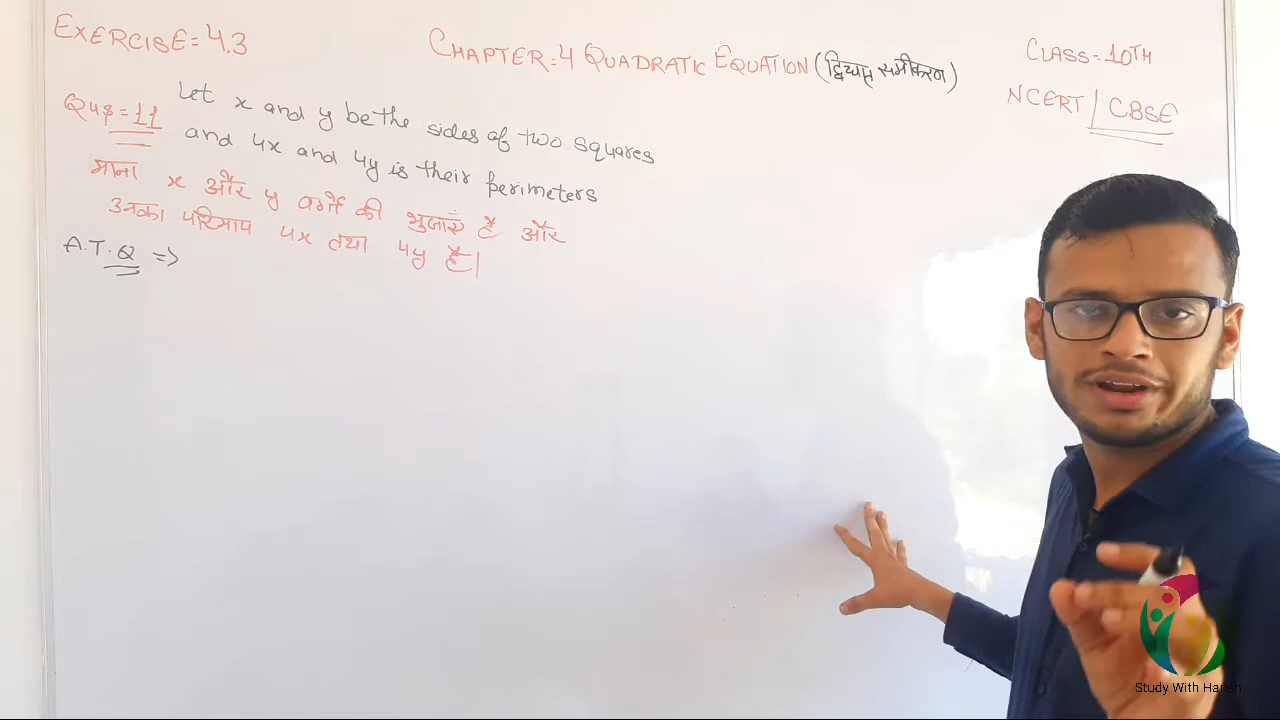 EXERCISE=4.3
CHAPTER=4 QUADRATIC EQUATION (द्विघात समीकरण)
CLASS=10TH
NCERT / CBSE
Qus=11 Let x and y be the sides of two squares
and 4x and 4y is their perimeters
माना x और y वर्गों की भुजाएँ हैं और
उनका परिमाप 4x तथा 4y है|
A.T.Q =>
Study With Harish